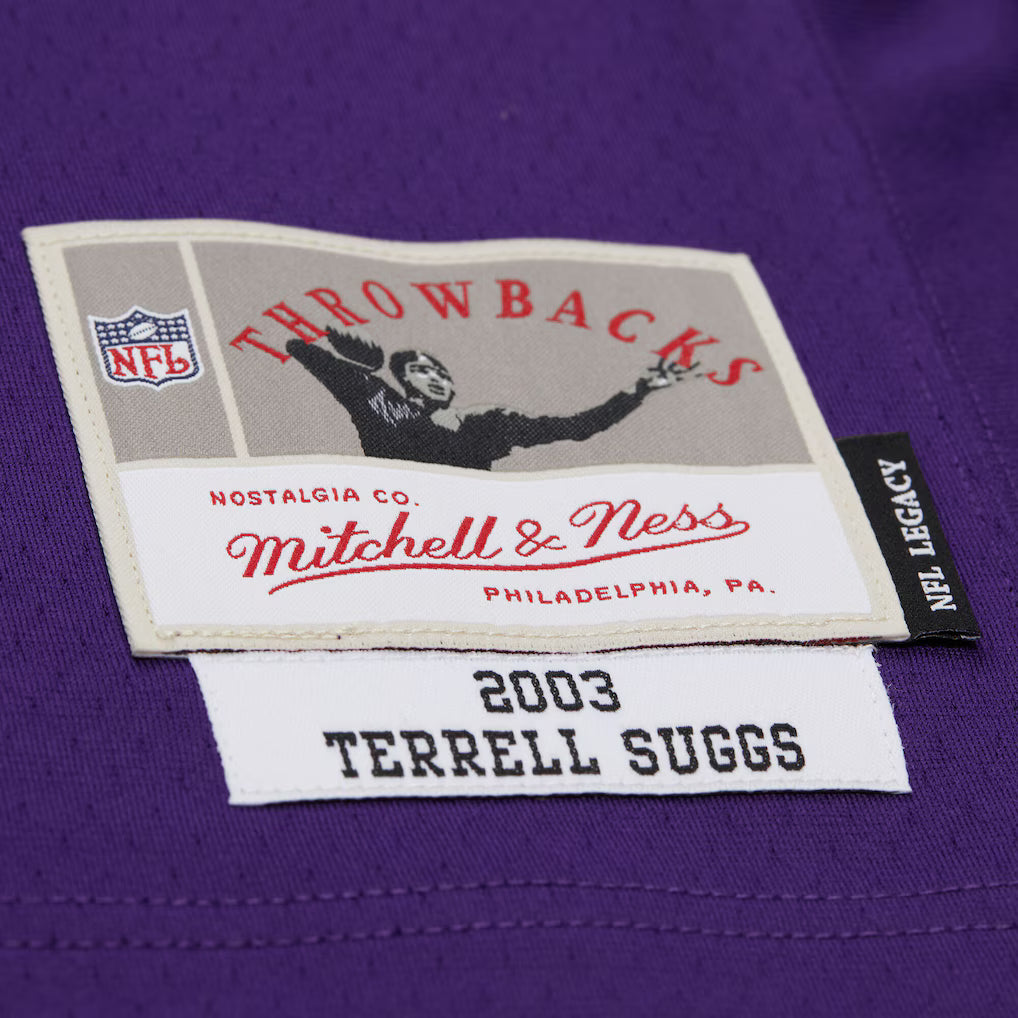 THROWBACKS
NFL
NOSTALGIA CO.
Mitchell & Ness
PHILADELPHIA, PA.
NFL LEGACY
2003
TERRELL SUGGS